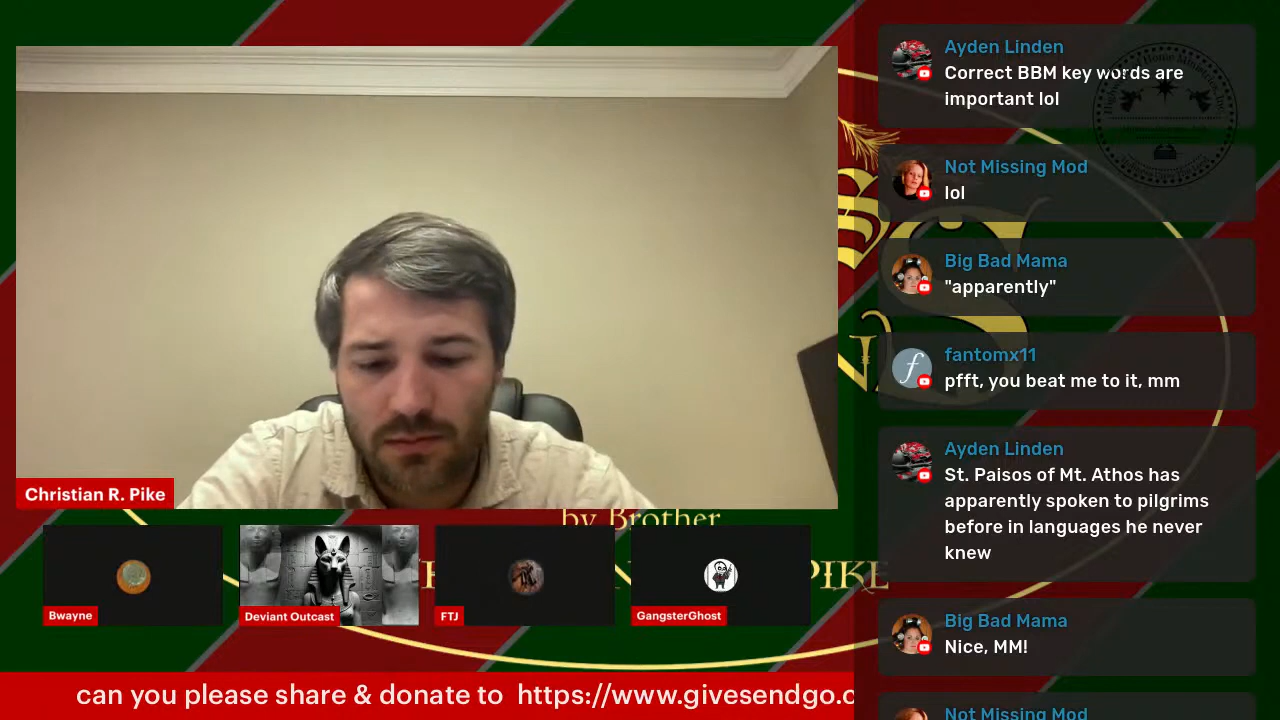 Christian R. Pike
by Brother
PIKE
Bwayne
Deviant Outcast
FTJ
GangsterGhost
can you please share & donate to https://www.givesendgo.c
Ayden Linden
Correct BBM key words are
important lol
Not Missing Mod
lol
Big Bad Mama
"apparently"
fantomx11
pfft, you beat me to it, mm
Ayden Linden
St. Paisos of Mt. Athos has
apparently spoken to pilgrims
before in languages he never
knew
Big Bad Mama
Nice, MM!
Not Missing Mod